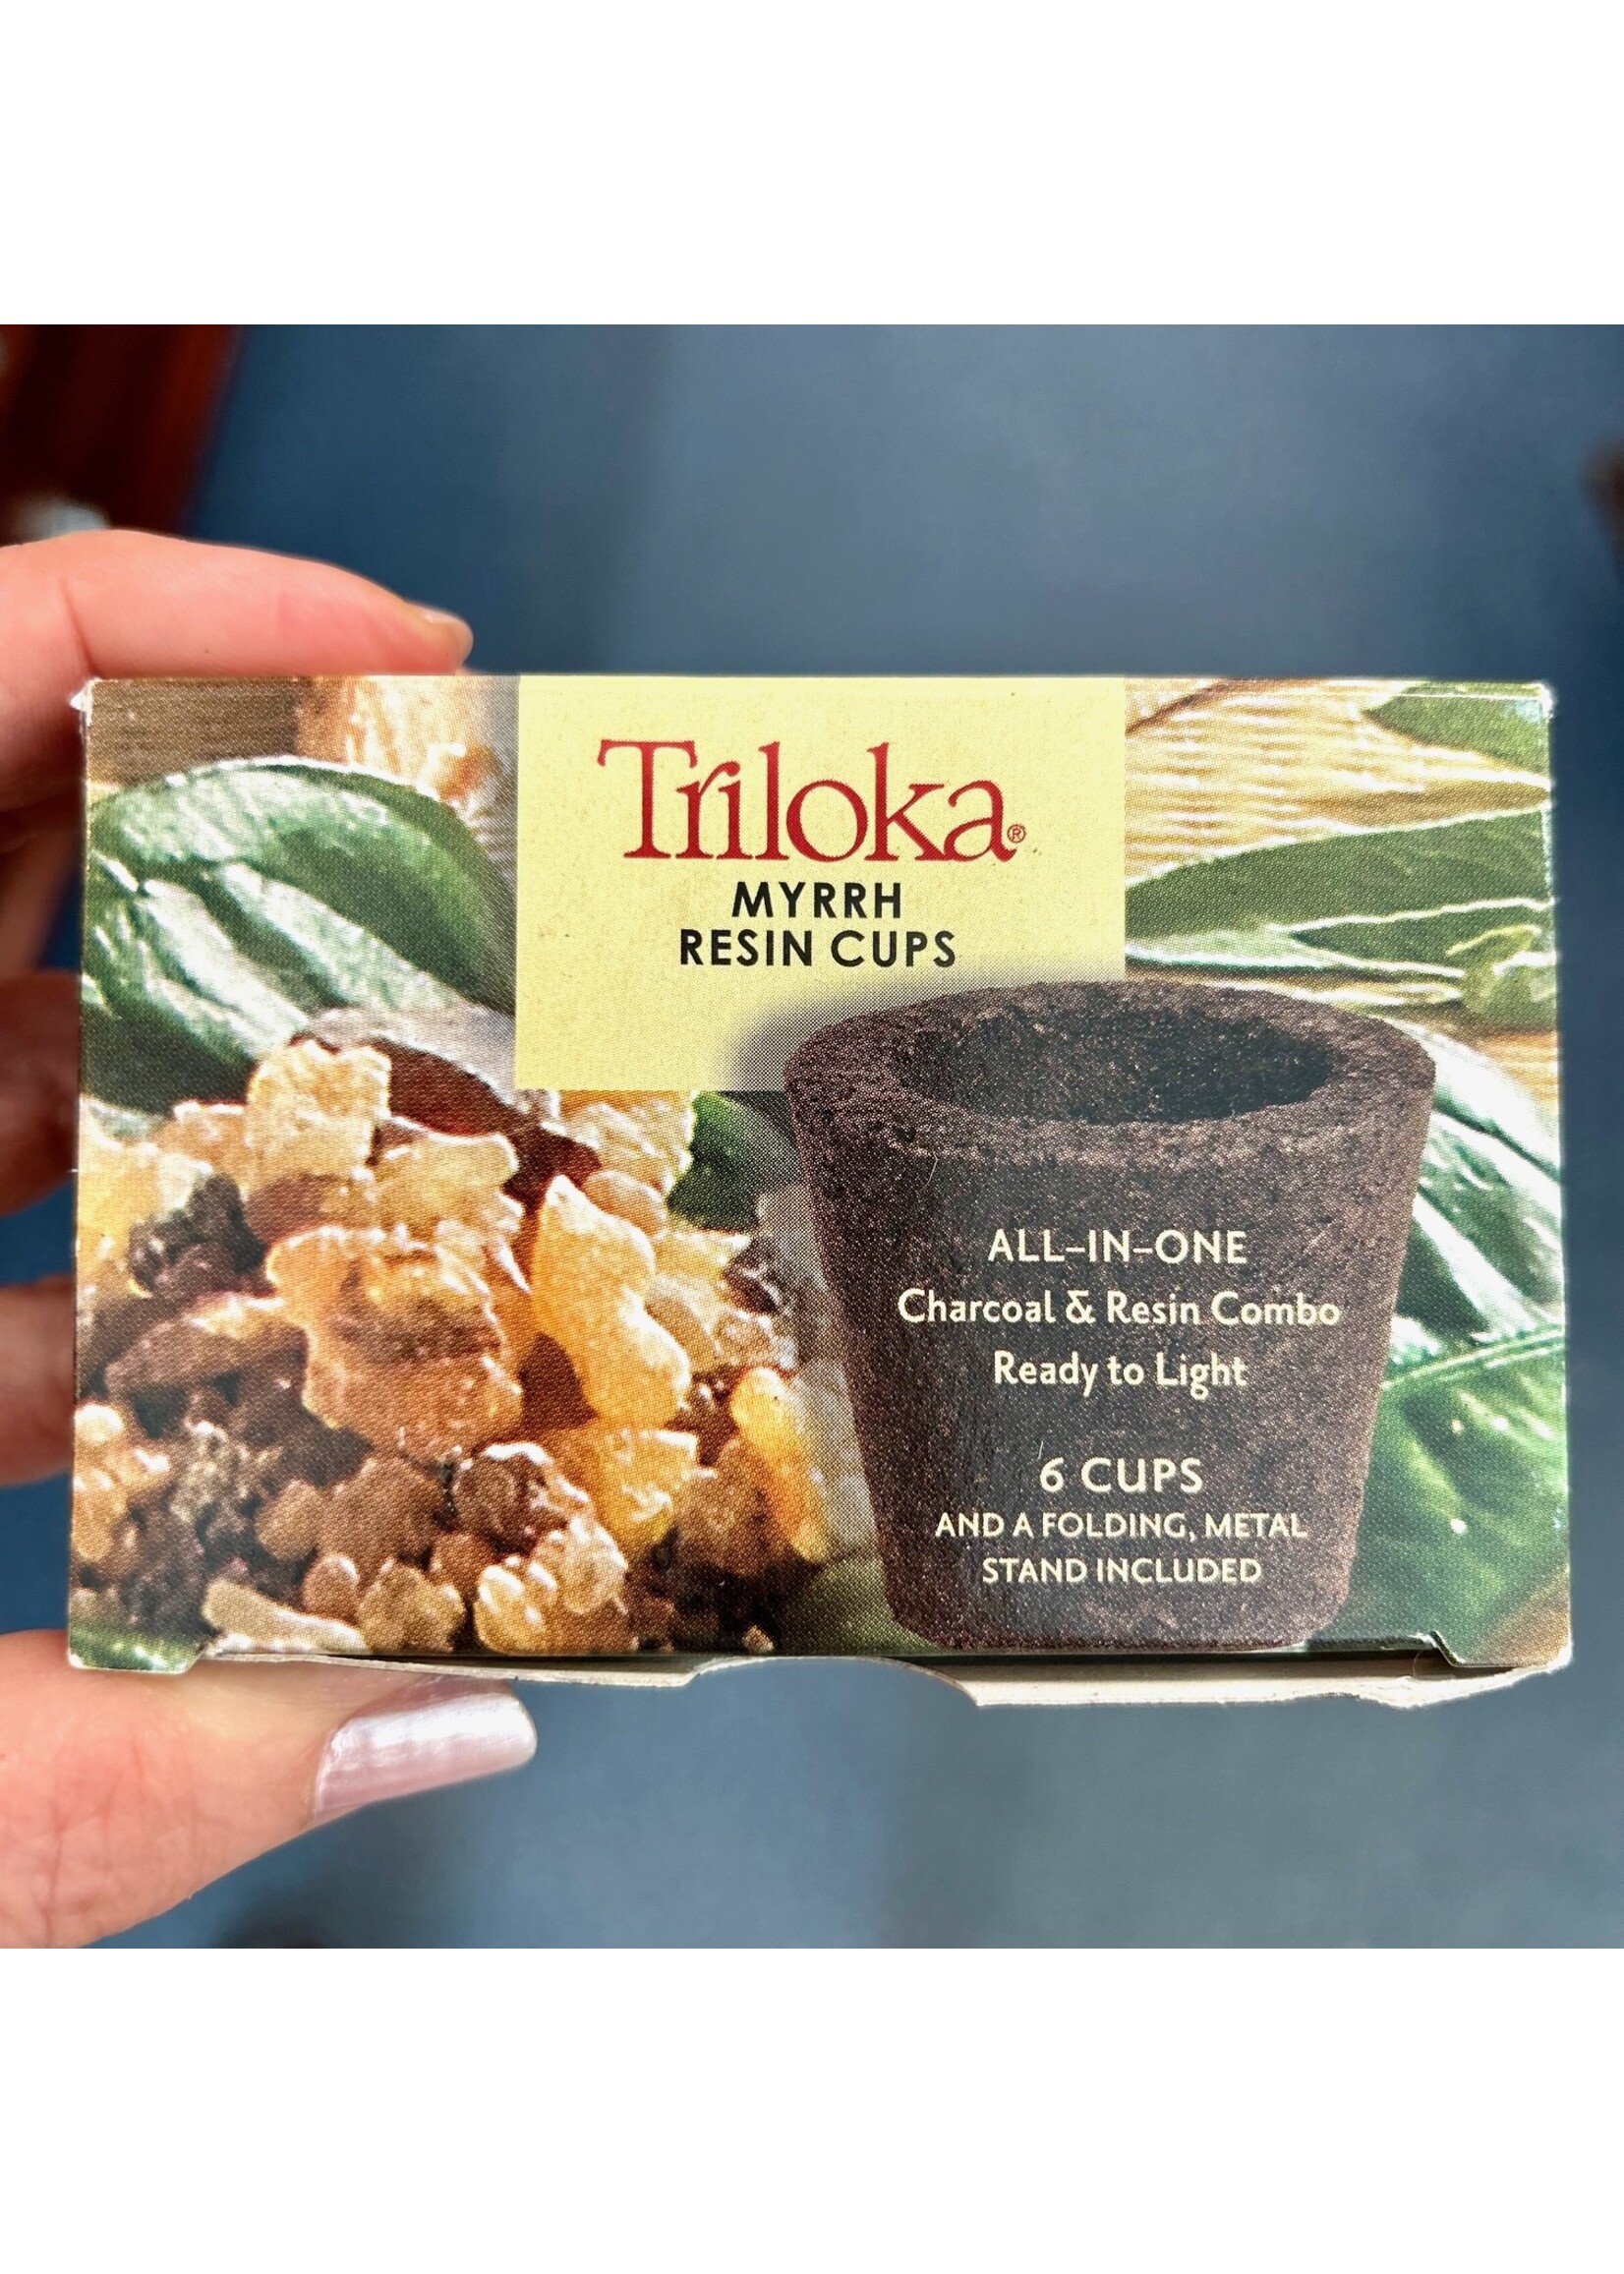 Triloka®
MYRRH
RESIN CUPS
ALL–IN–ONE
Charcoal & Resin Combo
Ready to Light
6 CUPS
AND A FOLDING, METAL
STAND INCLUDED